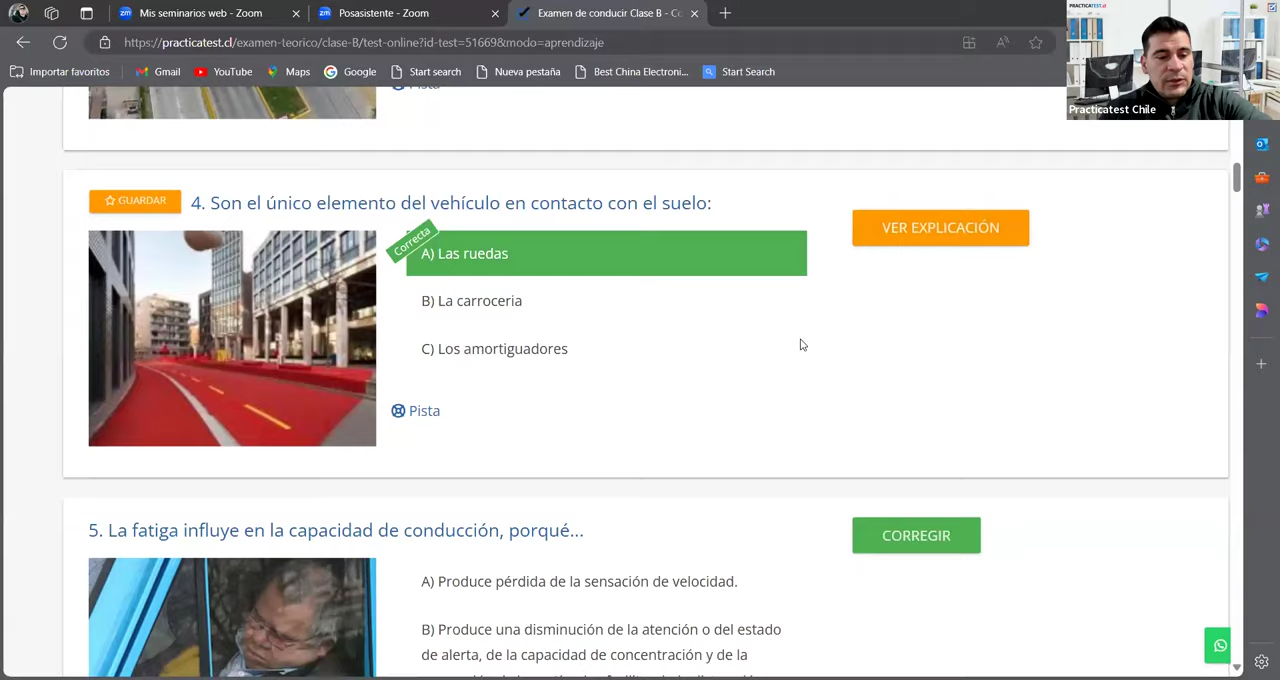 Mis seminarios web - Zoom
Posasistente - Zoom
Examen de conducir Clase B - Co
https://practicatest.cl/examen-teorico/clase-B/test-online?id-test=51669&modo=aprendizaje
Importar favoritos
Gmail
YouTube
Maps
Google
Start search
Nueva pestaña
Best China Electroni...
Start Search
PRACTICATEST.cl
Practicatest Chile
Pista
GUARDAR
4. Son el único elemento del vehículo en contacto con el suelo:
VER EXPLICACIÓN
Correcta
A) Las ruedas
B) La carroceria
C) Los amortiguadores
Pista
5. La fatiga influye en la capacidad de conducción, porqué...
CORREGIR
A) Produce pérdida de la sensación de velocidad.
B) Produce una disminución de la atención o del estado
de alerta, de la capacidad de concentración y de la